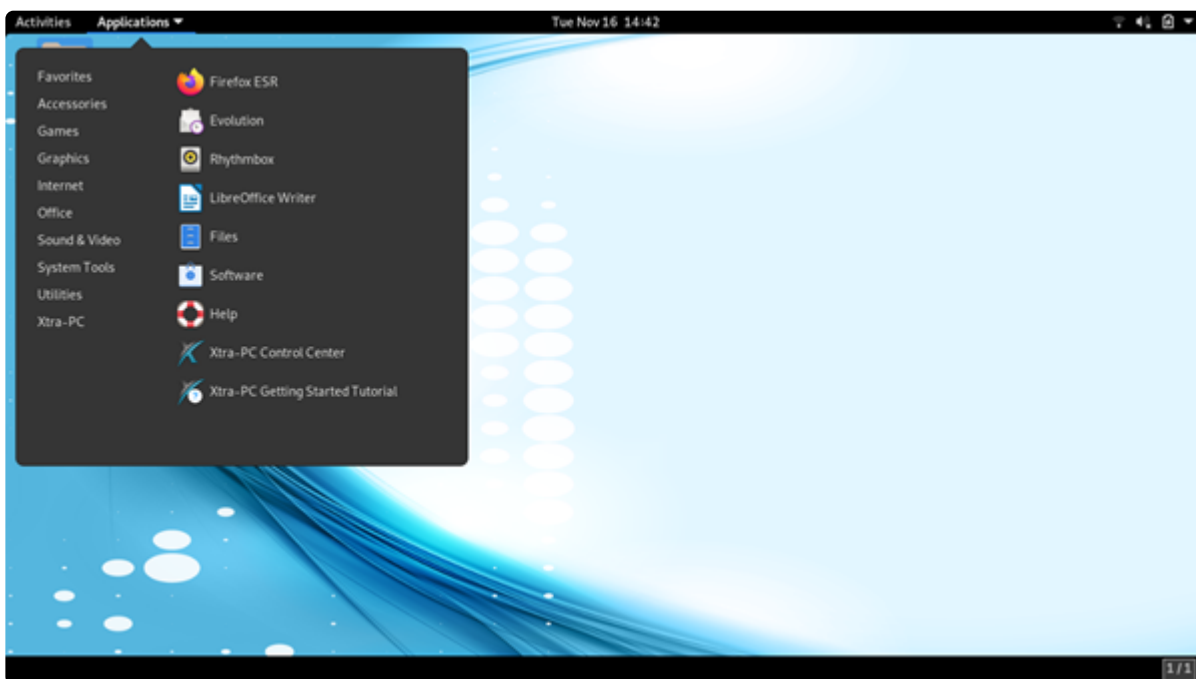 Activities Applications Tue Nov 16 14:42
Favorites
Accessories
Games
Graphics
Internet
Office
Sound & Video
System Tools
Utilities
Xtra-PC
Firefox ESR
Evolution
Rhythmbox
LibreOffice Writer
Files
Software
Help
Xtra-PC Control Center
Xtra-PC Getting Started Tutorial
1/1